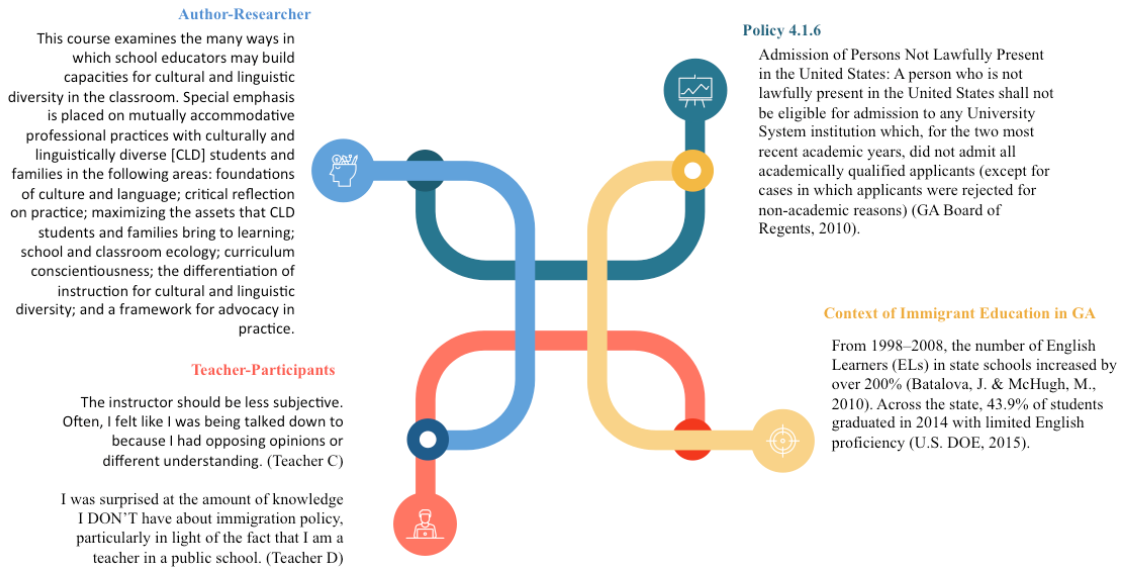 Author-Researcher
This course examines the many ways in
which school educators may build
capacities for cultural and linguistic
diversity in the classroom. Special emphasis
is placed on mutually accommodative
professional practices with culturally and
linguistically diverse [CLD] students and
families in the following areas: foundations
of culture and language; critical reflection
on practice; maximizing the assets that CLD
students and families bring to learning;
school and classroom ecology; curriculum
conscientiousness; the differentiation of
instruction for cultural and linguistic
diversity; and a framework for advocacy in
practice.
Teacher-Participants
The instructor should be less subjective.
Often, I felt like I was being talked down to
because I had opposing opinions or
different understanding. (Teacher C)
I was surprised at the amount of knowledge
I DON’T have about immigration policy,
particularly in light of the fact that I am a
teacher in a public school. (Teacher D)
Policy 4.1.6
Admission of Persons Not Lawfully Present
in the United States: A person who is not
lawfully present in the United States shall not
be eligible for admission to any University
System institution which, for the two most
recent academic years, did not admit all
academically qualified applicants (except for
cases in which applicants were rejected for
non-academic reasons) (GA Board of
Regents, 2010).
Context of Immigrant Education in GA
From 1998–2008, the number of English
Learners (ELs) in state schools increased by
over 200% (Batalova, J. & McHugh, M.,
2010). Across the state, 43.9% of students
graduated in 2014 with limited English
proficiency (U.S. DOE, 2015).